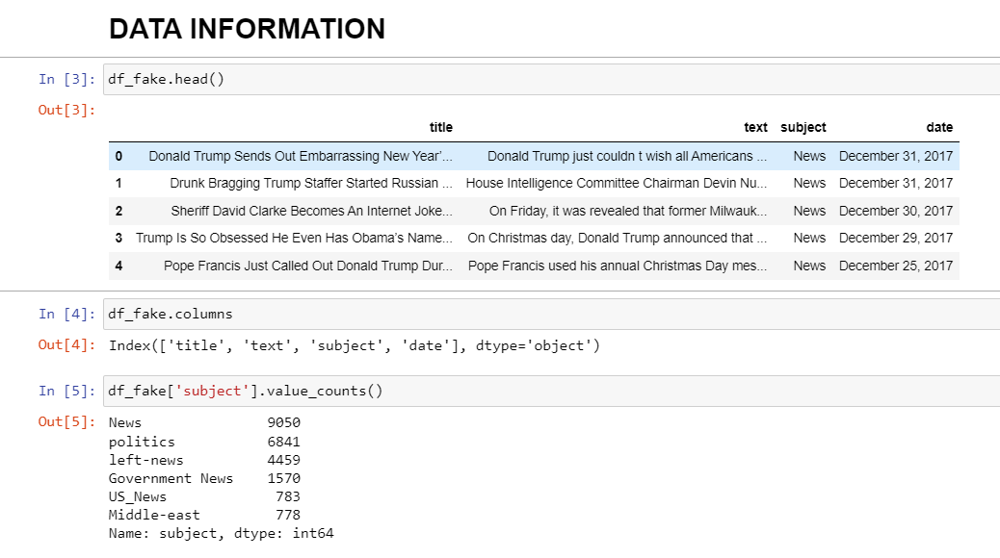 DATA INFORMATION
In [3]: df_fake.head()
Out[3]:
title text subject date
0 Donald Trump Sends Out Embarrassing New Year’... Donald Trump just couldn t wish all Americans ... News December 31, 2017
1 Drunk Bragging Trump Staffer Started Russian ... House Intelligence Committee Chairman Devin Nu... News December 31, 2017
2 Sheriff David Clarke Becomes An Internet Joke... On Friday, it was revealed that former Milwauk... News December 30, 2017
3 Trump Is So Obsessed He Even Has Obama’s Name... On Christmas day, Donald Trump announced that ... News December 29, 2017
4 Pope Francis Just Called Out Donald Trump Dur... Pope Francis used his annual Christmas Day mes... News December 25, 2017
In [4]: df_fake.columns
Out[4]: Index(['title', 'text', 'subject', 'date'], dtype='object')
In [5]: df_fake['subject'].value_counts()
Out[5]: News 9050
politics 6841
left-news 4459
Government News 1570
US_News 783
Middle-east 778
Name: subject, dtype: int64